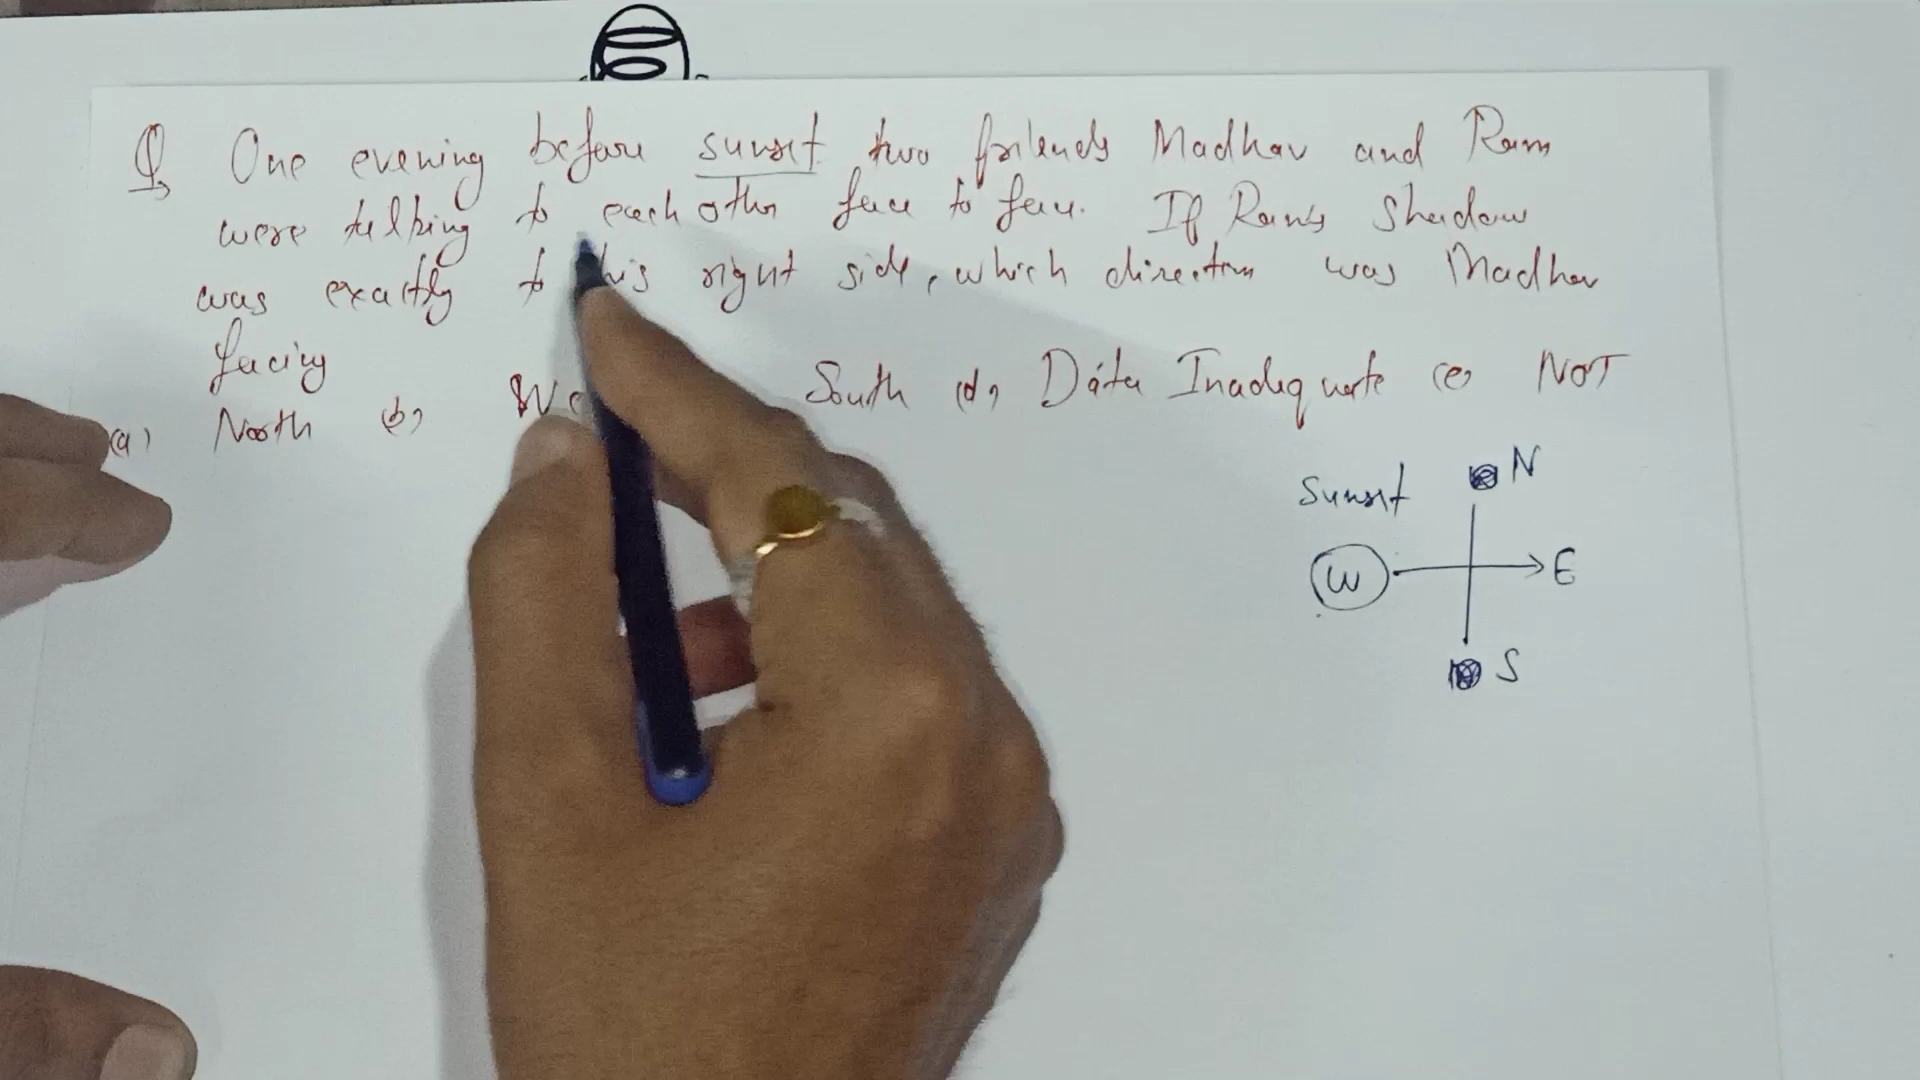 Q, One evening before sunset two friends Madhav and Ram
were talking to each other face to face. If Ram's Shadow
was exactly to his right side, which direction was Madhav
facing
(a) North (b) South (d) Data Inadequate (e) NOT
Sunset N
W E
S